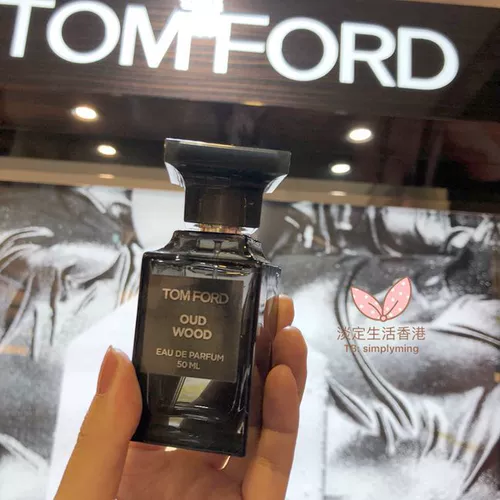 TOM FORD
TOM FORD
OUD
WOOD
EAU DE PARFUM
50 ML
淡定生活香港
TB: simplyming